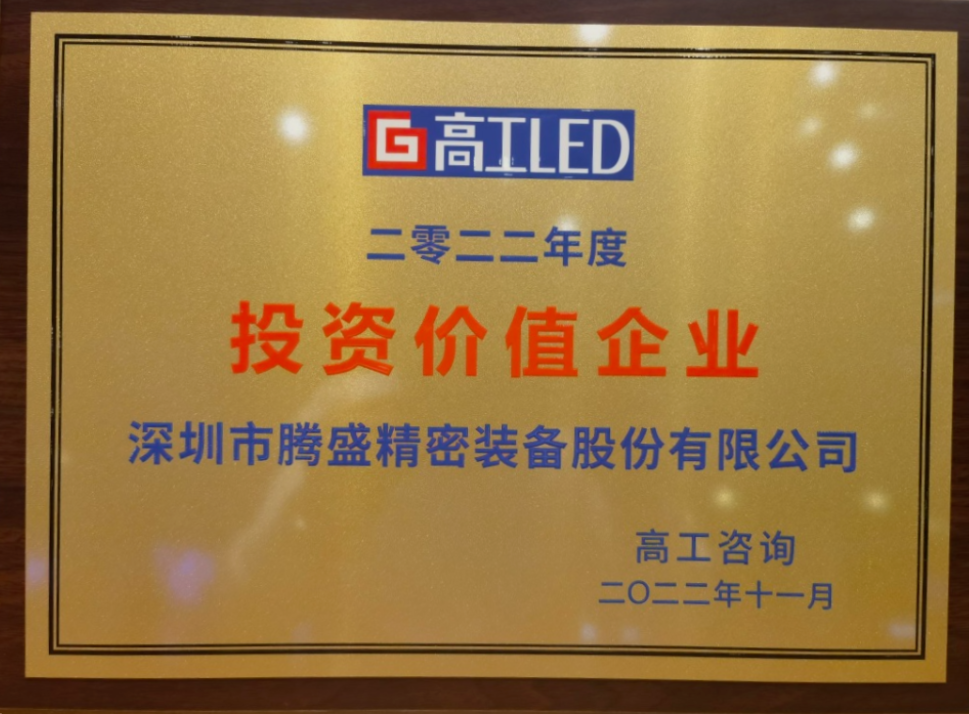 G高工LED
二零二二年度
投资价值企业
深圳市腾盛精密装备股份有限公司
高工咨询
二〇二二年十一月